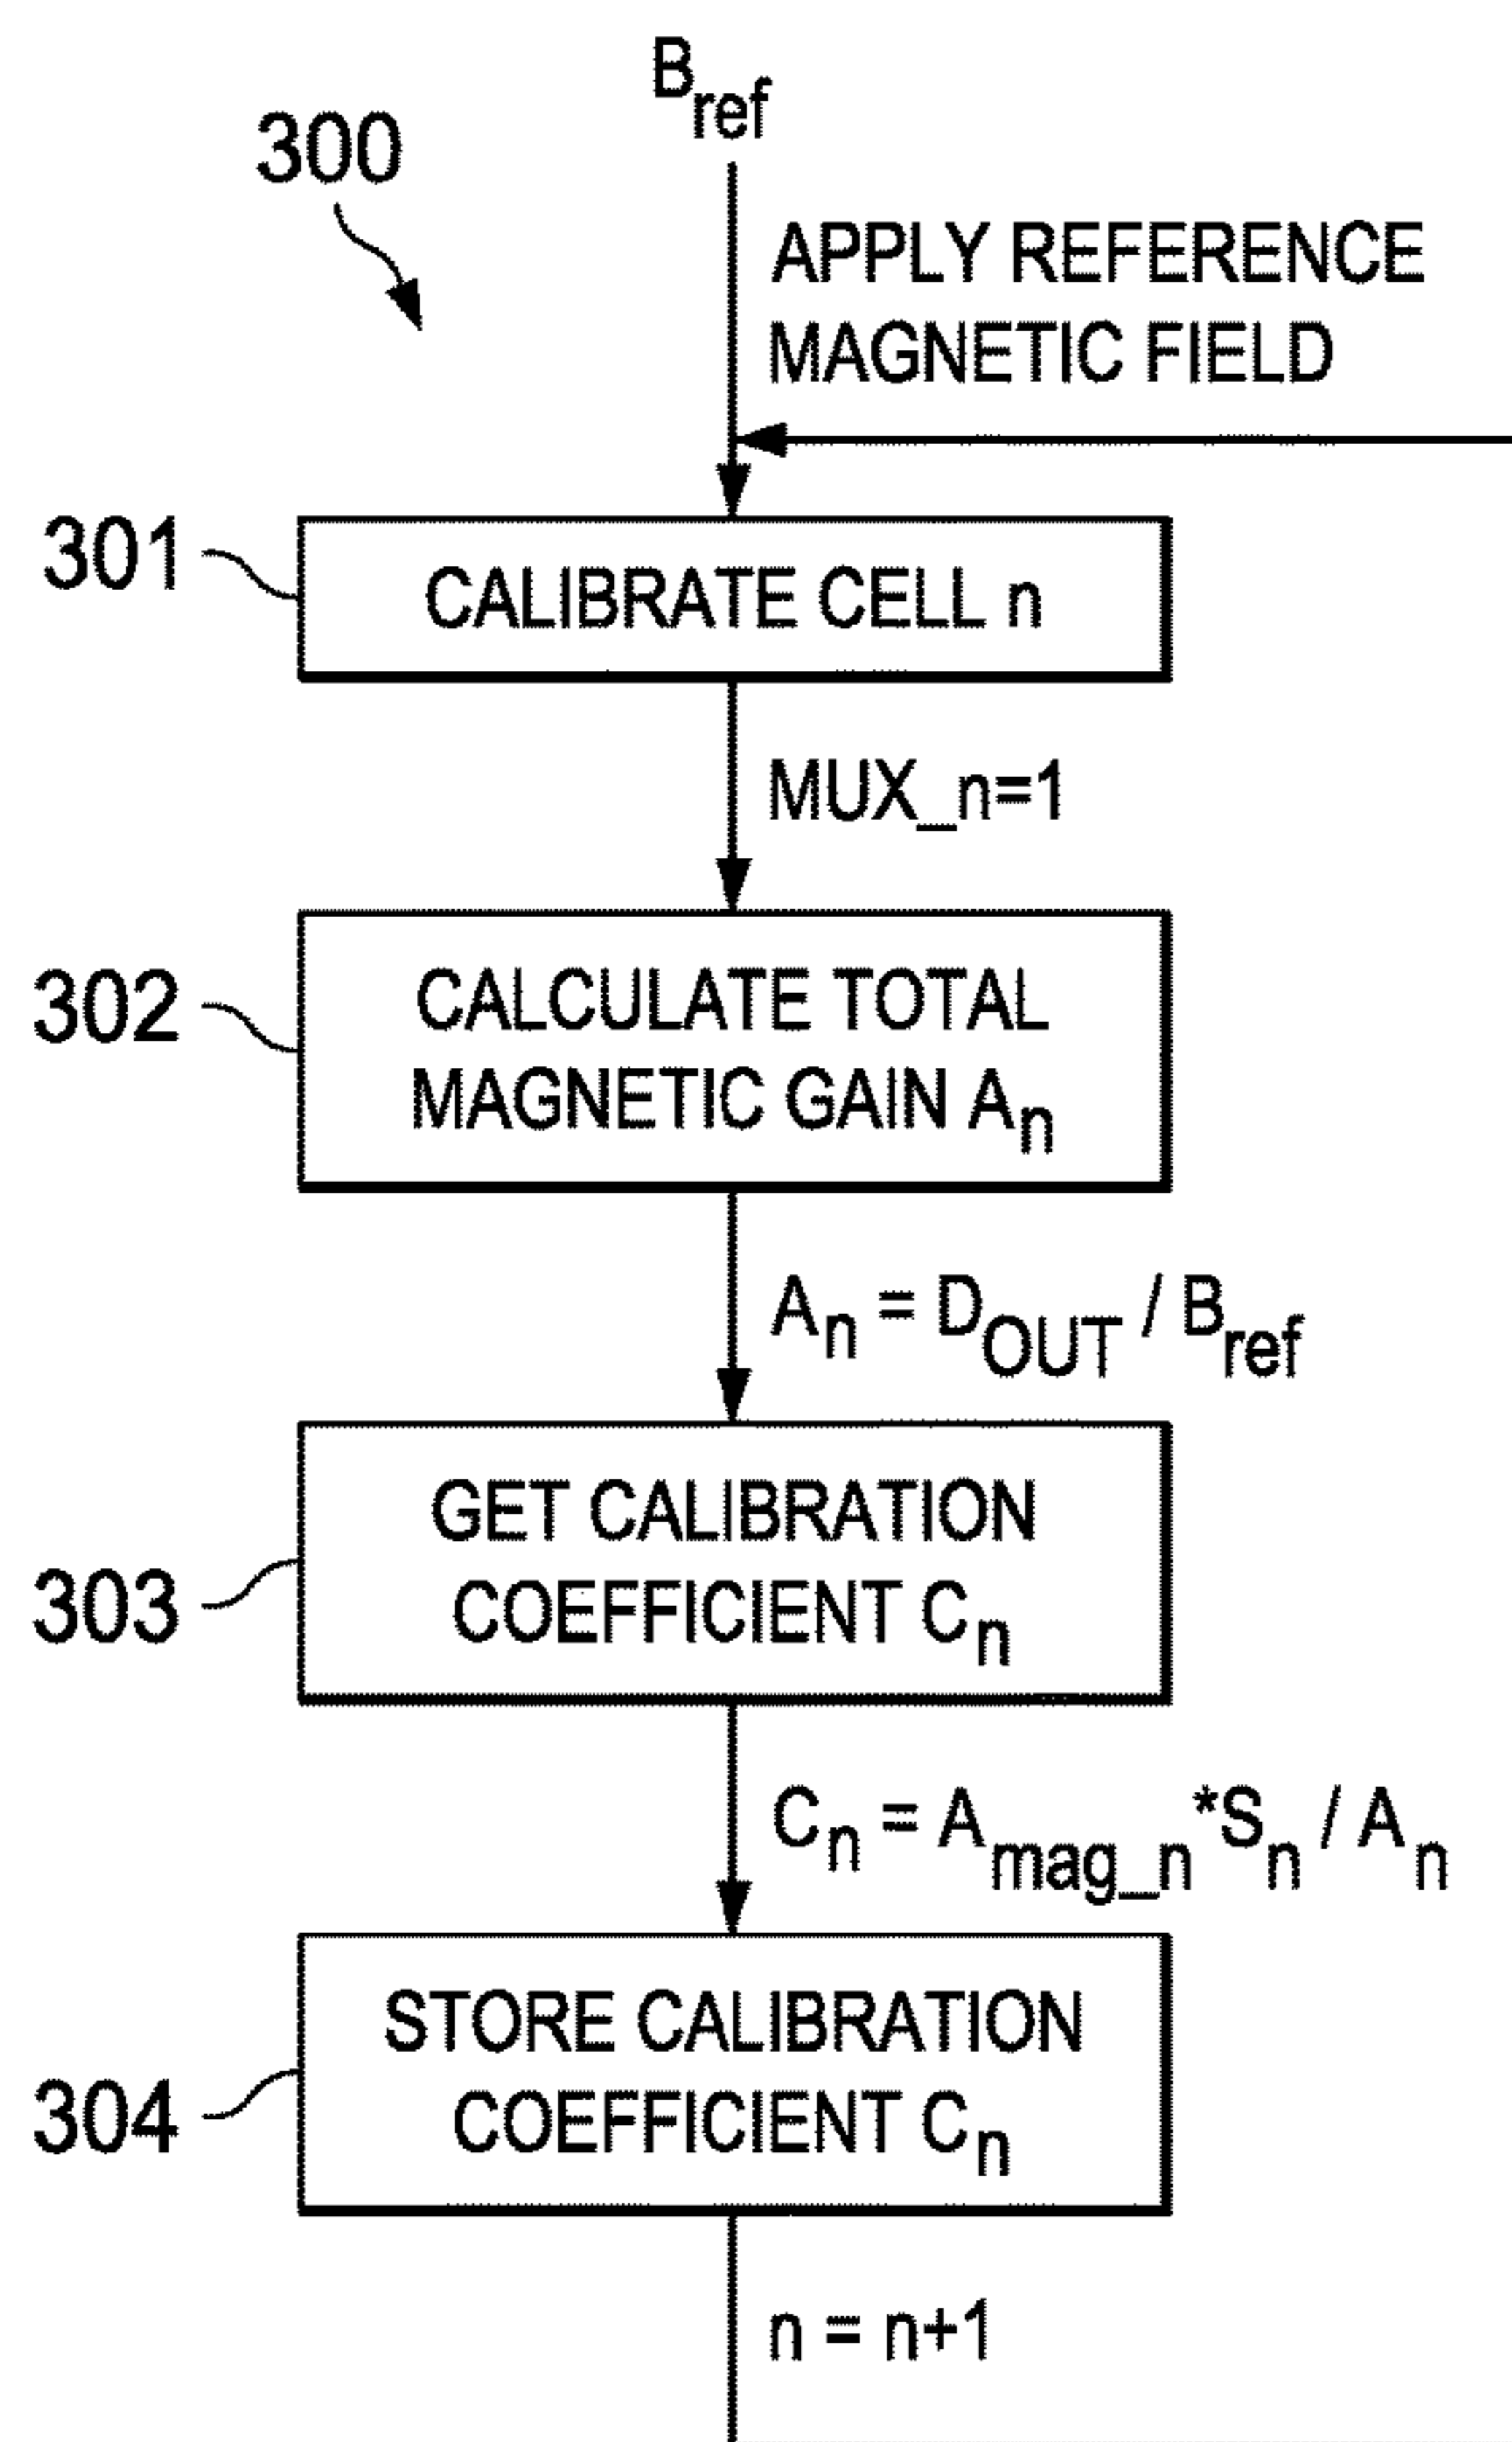 B_ref
300
APPLY REFERENCE
MAGNETIC FIELD
301
CALIBRATE CELL n
MUX_n=1
302
CALCULATE TOTAL
MAGNETIC GAIN A_n
A_n = D_OUT / B_ref
303
GET CALIBRATION
COEFFICIENT C_n
C_n = A_mag_n*S_n / A_n
304
STORE CALIBRATION
COEFFICIENT C_n
n = n+1